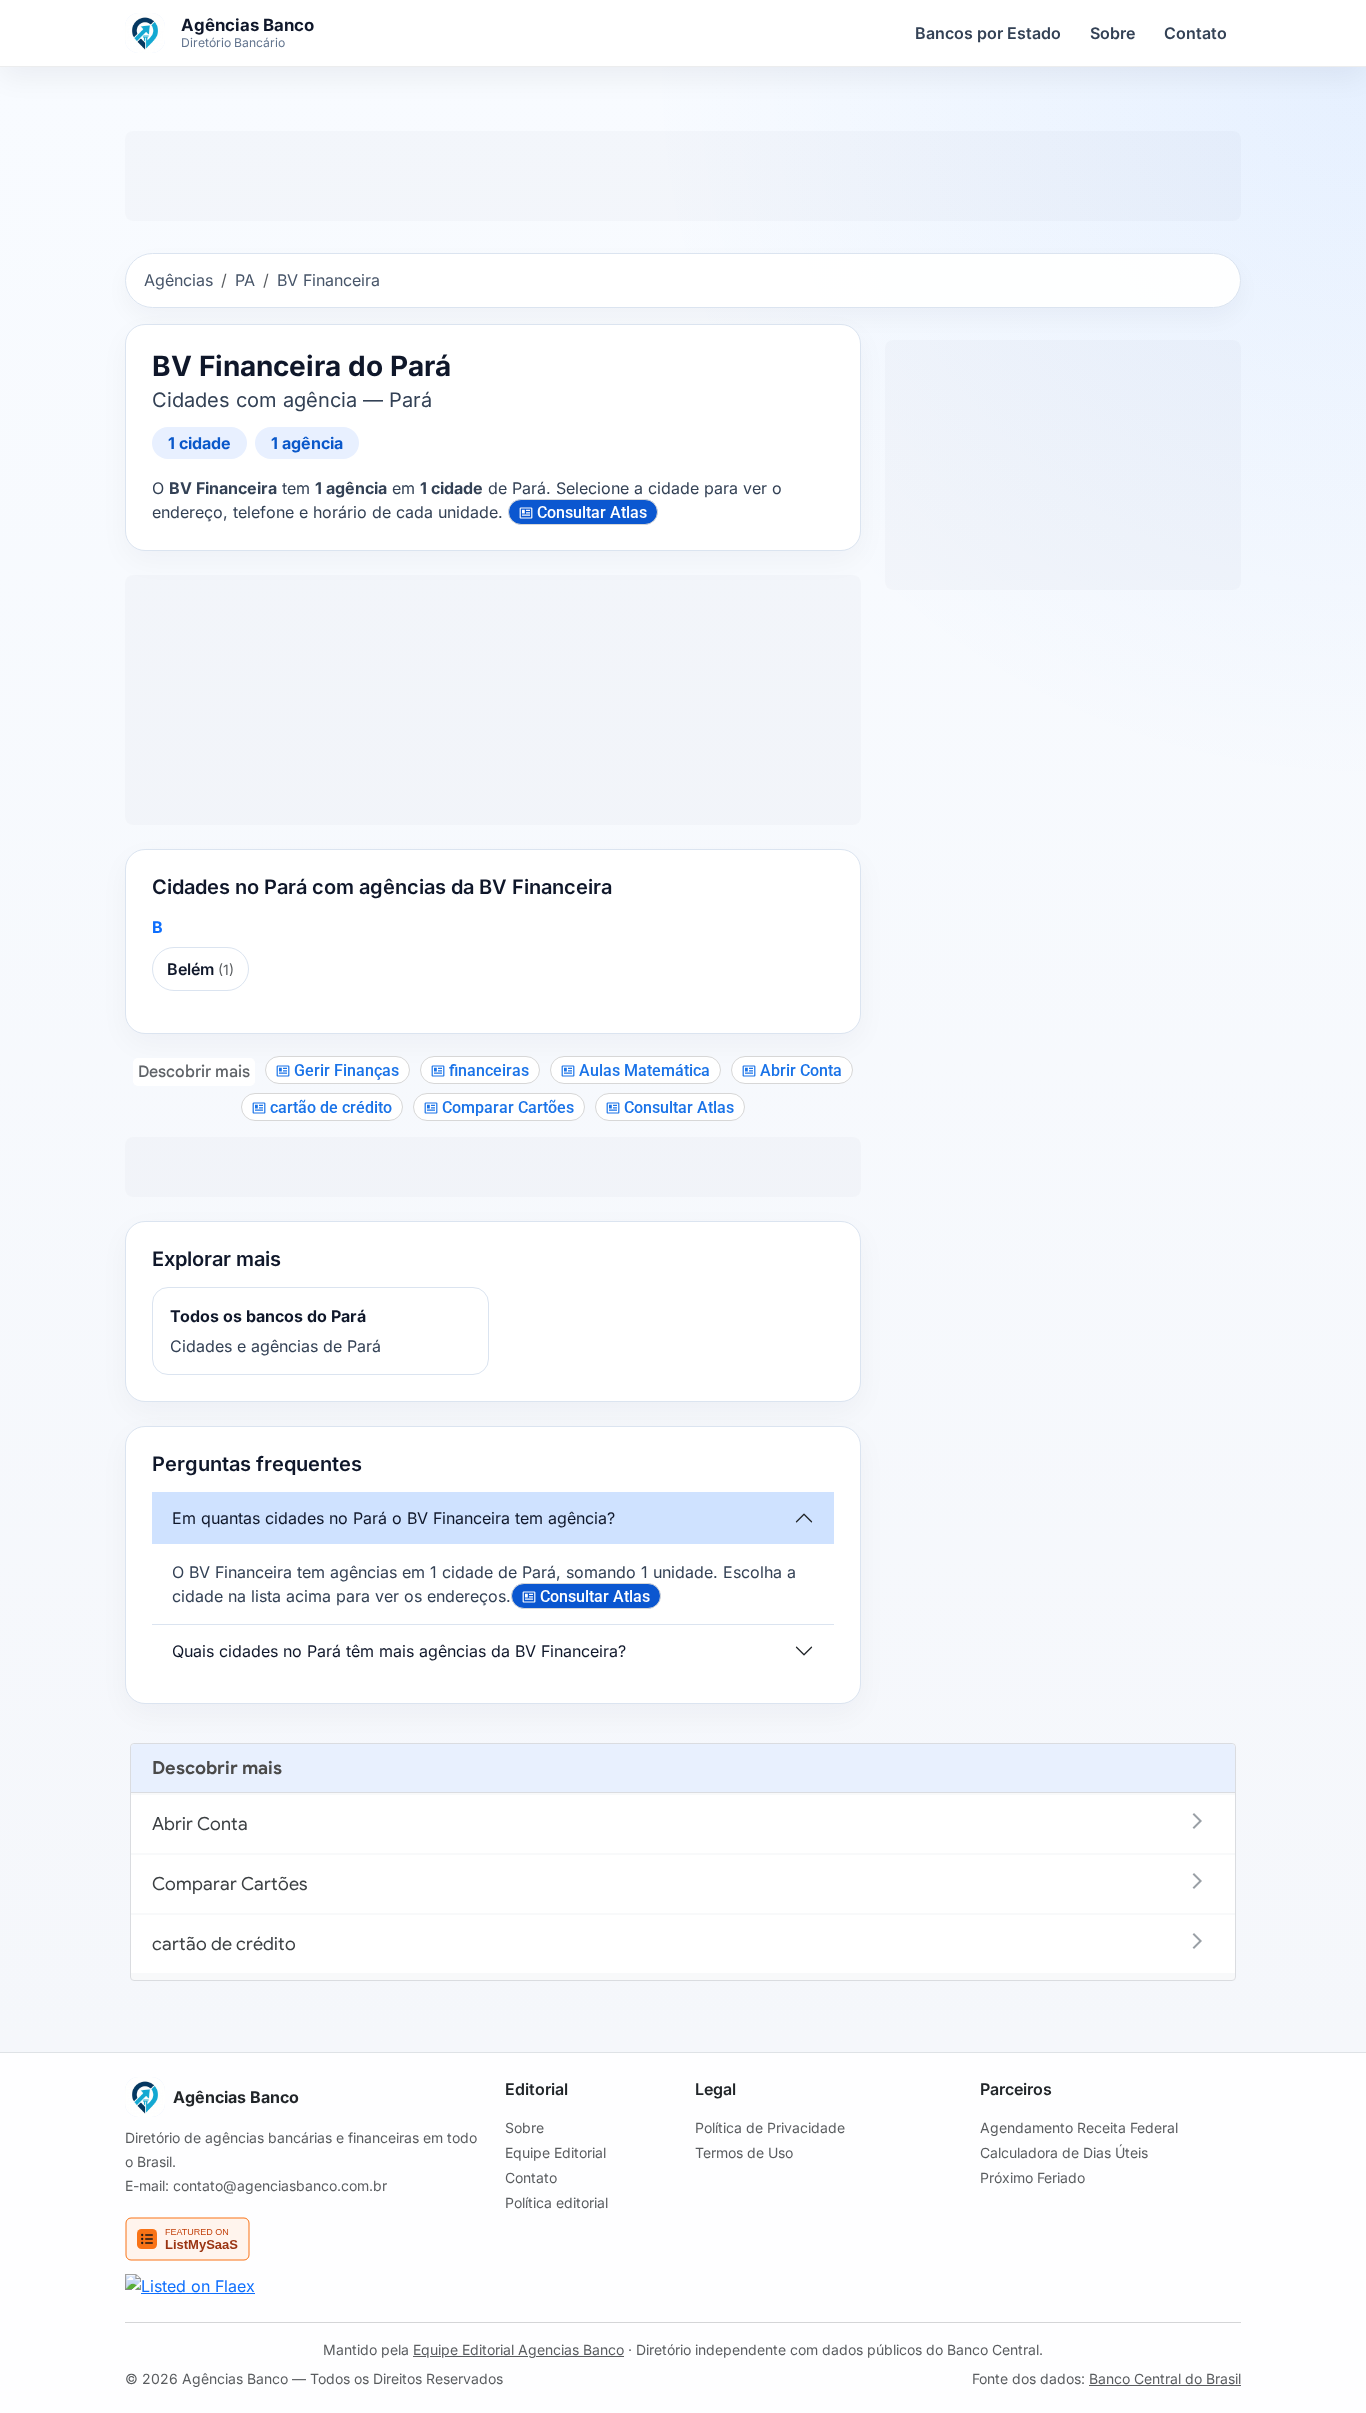 Agências Banco
Diretório Bancário
Bancos por Estado
Sobre
Contato
Agências / PA / BV Financeira
BV Financeira do Pará
Cidades com agência — Pará
1 cidade
1 agência
O BV Financeira tem 1 agência em 1 cidade de Pará. Selecione a cidade para ver o
endereço, telefone e horário de cada unidade. Consultar Atlas
Cidades no Pará com agências da BV Financeira
B
Belém (1)
Descobrir mais Gerir Finanças financeiras Aulas Matemática Abrir Conta
cartão de crédito Comparar Cartões Consultar Atlas
Explorar mais
Todos os bancos do Pará
Cidades e agências de Pará
Perguntas frequentes
Em quantas cidades no Pará o BV Financeira tem agência?
O BV Financeira tem agências em 1 cidade de Pará, somando 1 unidade. Escolha a
cidade na lista acima para ver os endereços. Consultar Atlas
Quais cidades no Pará têm mais agências da BV Financeira?
Descobrir mais
Abrir Conta
Comparar Cartões
cartão de crédito
Agências Banco
Diretório de agências bancárias e financeiras em todo
o Brasil.
E-mail: contato@agenciasbanco.com.br
FEATURED ON
ListMySaaS
Listed on Flaex
Editorial
Sobre
Equipe Editorial
Contato
Política editorial
Legal
Política de Privacidade
Termos de Uso
Parceiros
Agendamento Receita Federal
Calculadora de Dias Úteis
Próximo Feriado
Mantido pela Equipe Editorial Agencias Banco · Diretório independente com dados públicos do Banco Central.
© 2026 Agências Banco — Todos os Direitos Reservados
Fonte dos dados: Banco Central do Brasil